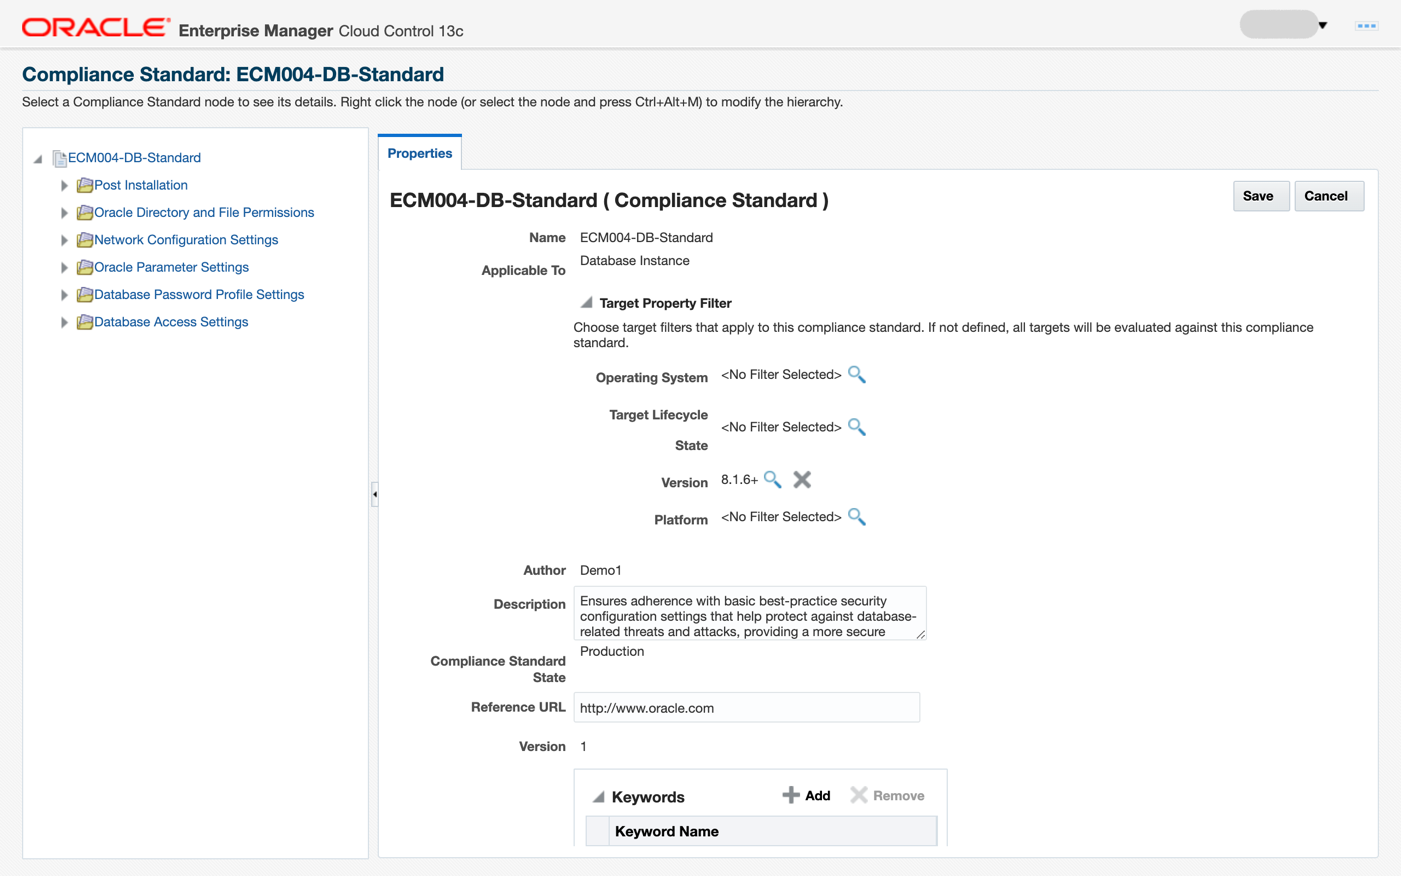 ORACLE® Enterprise Manager Cloud Control 13c
Compliance Standard: ECM004-DB-Standard
Select a Compliance Standard node to see its details. Right click the node (or select the node and press Ctrl+Alt+M) to modify the hierarchy.
ECM004-DB-Standard
Post Installation
Oracle Directory and File Permissions
Network Configuration Settings
Oracle Parameter Settings
Database Password Profile Settings
Database Access Settings
Properties
ECM004-DB-Standard ( Compliance Standard )
Save
Cancel
Name ECM004-DB-Standard
Applicable To Database Instance
Target Property Filter
Choose target filters that apply to this compliance standard. If not defined, all targets will be evaluated against this compliance
standard.
Operating System <No Filter Selected>
Target Lifecycle
State <No Filter Selected>
Version 8.1.6+
Platform <No Filter Selected>
Author Demo1
Description Ensures adherence with basic best-practice security
configuration settings that help protect against database-
related threats and attacks, providing a more secure
Compliance Standard
State Production
Reference URL http://www.oracle.com
Version 1
Keywords Add Remove
Keyword Name